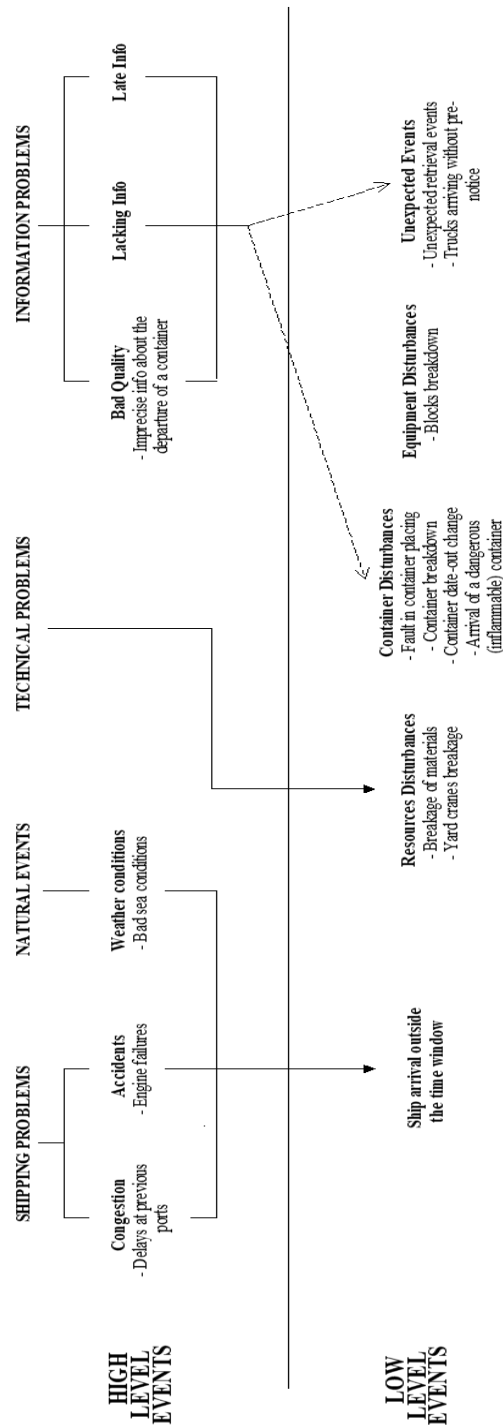 SHIPPING PROBLEMS
NATURAL EVENTS
TECHNICAL PROBLEMS
INFORMATION PROBLEMS
HIGH
LEVEL
EVENTS
Congestion
- Delays at previous
ports
Accidents
- Engine failures
Weather conditions
- Bad sea conditions
Bad Quality
- Imprecise info about the
departure of a container
Lacking Info
Late Info
LOW
LEVEL
EVENTS
Ship arrival outside
the time window
Resources Disturbances
- Breakage of materials
- Yard cranes breakage
Container Disturbances
- Fault in container placing
- Container breakdown
- Container date-out change
- Arrival of a dangerous
(inflammable) container
Equipment Disturbances
- Blocks breakdown
Unexpected Events
- Unexpected retrieval events
- Trucks arriving without pre-
notice